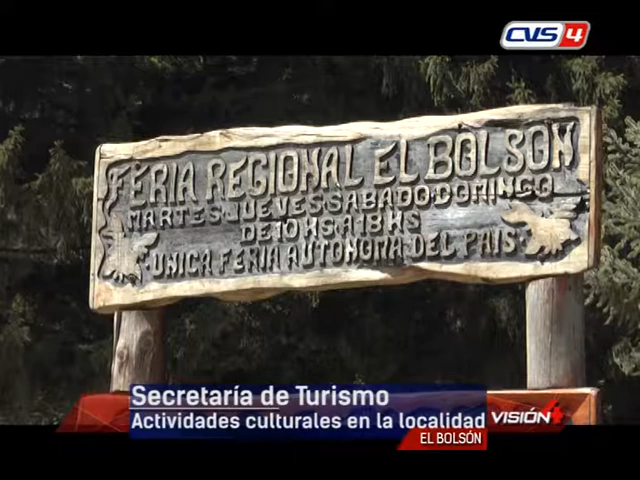 CVS 4
FERIA REGIONAL EL BOLSON
MARTES JUEVES SABADO DOMINGO
DE 10 HS A 18 HS
UNICA FERIA AUTONOMA DEL PAIS
Secretaría de Turismo
Actividades culturales en la localidad
VISIÓN
EL BOLSÓN